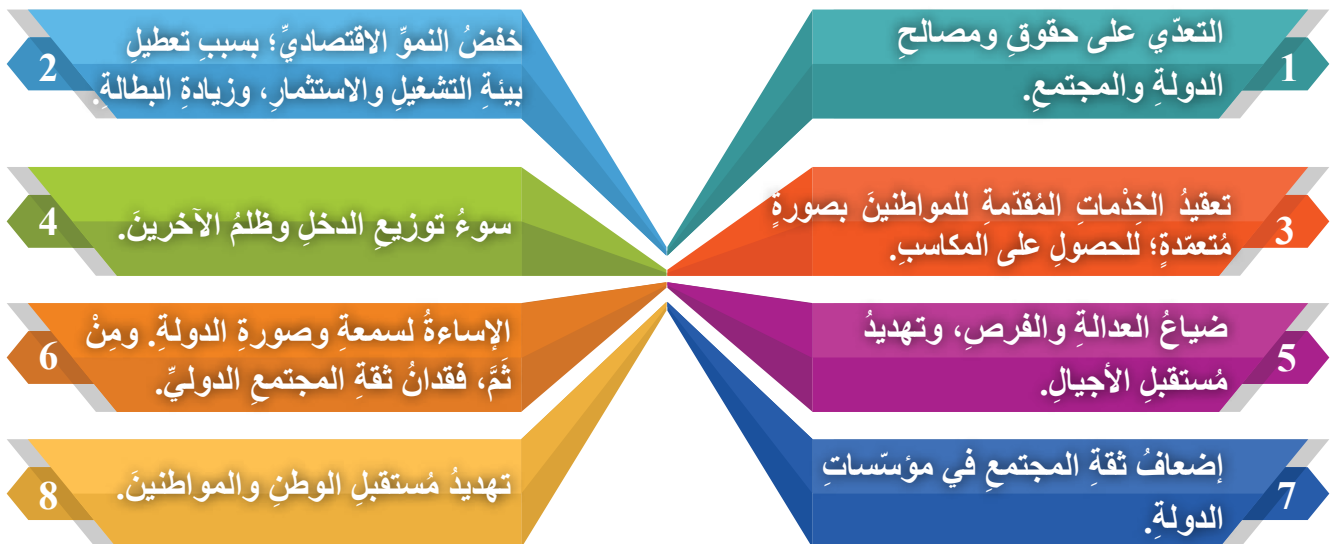 1
التعدّي على حقوقِ ومصالحِ
الدولةِ والمجتمعِ.
2
خفضُ النموِّ الاقتصاديِّ؛ بسببِ تعطيلِ
بيئةِ التشغيلِ والاستثمارِ، وزيادةِ البطالةِ.
3
تعقيدُ الخِدْماتِ المُقدّمةِ للمواطنينَ بصورةٍ
مُتعمّدةٍ؛ للحصولِ على المكاسبِ.
4
سوءُ توزيعِ الدخلِ وظلمُ الآخرينَ.
5
ضياعُ العدالةِ والفرصِ، وتهديدُ
مُستقبلِ الأجيالِ.
6
الإساءةُ لسمعةِ وصورةِ الدولةِ. ومِنْ
ثَمَّ، فقدانُ ثقةِ المجتمعِ الدوليِّ.
7
إضعافُ ثقةِ المجتمعِ في مؤسّساتِ
الدولةِ.
8
تهديدُ مُستقبلِ الوطنِ والمواطنينَ.